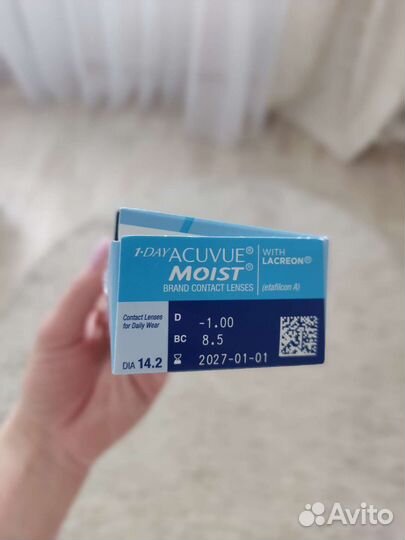 1-DAY ACUVUE®
MOIST®
BRAND CONTACT LENSES
WITH
LACREON®
(etafilcon A)
Contact Lenses
for Daily Wear
DIA 14.2
D -1.00
BC 8.5
2027-01-01
Avito